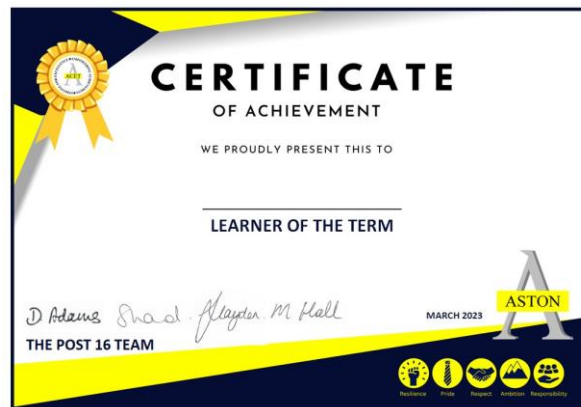 ACET
CERTIFICATE
OF ACHIEVEMENT
WE PROUDLY PRESENT THIS TO
LEARNER OF THE TERM
D Adams
M Hall
THE POST 16 TEAM
MARCH 2023
ASTON
Resilience Pride Respect Ambition Responsibility